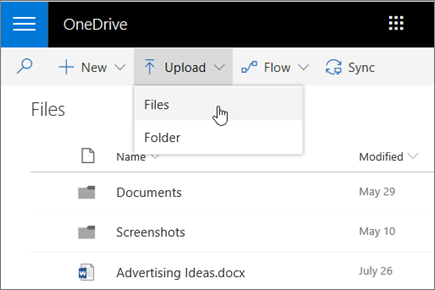 OneDrive
New Upload Flow Sync
Files
Folder
Files
Name Modified
Documents May 29
Screenshots May 10
Advertising Ideas.docx July 26